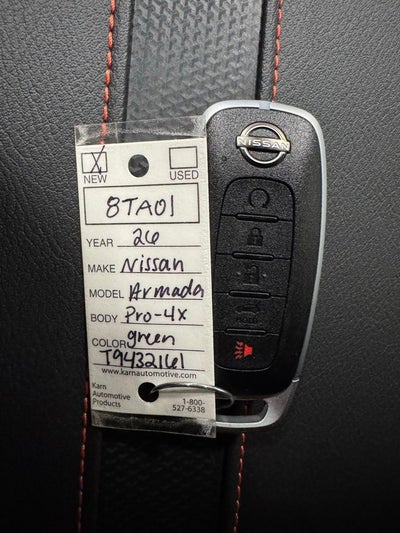 NISSAN
NEW USED
8TA01
YEAR 26
MAKE Nissan
MODEL Armada
BODY Pro-4x
COLOR green
T9432161
www.karnautomotive.com
Karn
Automotive
Products
1-800-
527-6338